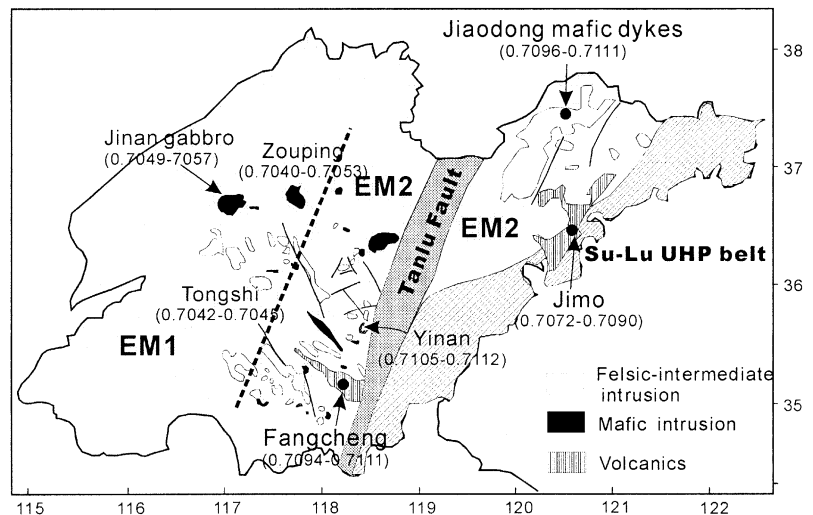 Jiaodong mafic dykes
(0.7096-0.7111)
38
Jinan gabbro
(0.7049-7057)
Zouping
(0.7040-0.7053)
37
EM2
Tanlu Fault
EM2
Su-Lu UHP belt
36
Tongshi
(0.7042-0.7045)
Jimo
(0.7072-0.7090)
EM1
Yinan
(0.7105-0.7112)
Felsic-intermediate
intrusion
35
Mafic intrusion
Fangcheng
(0.7094-0.7111)
Volcanics
115 116 117 118 119 120 121 122